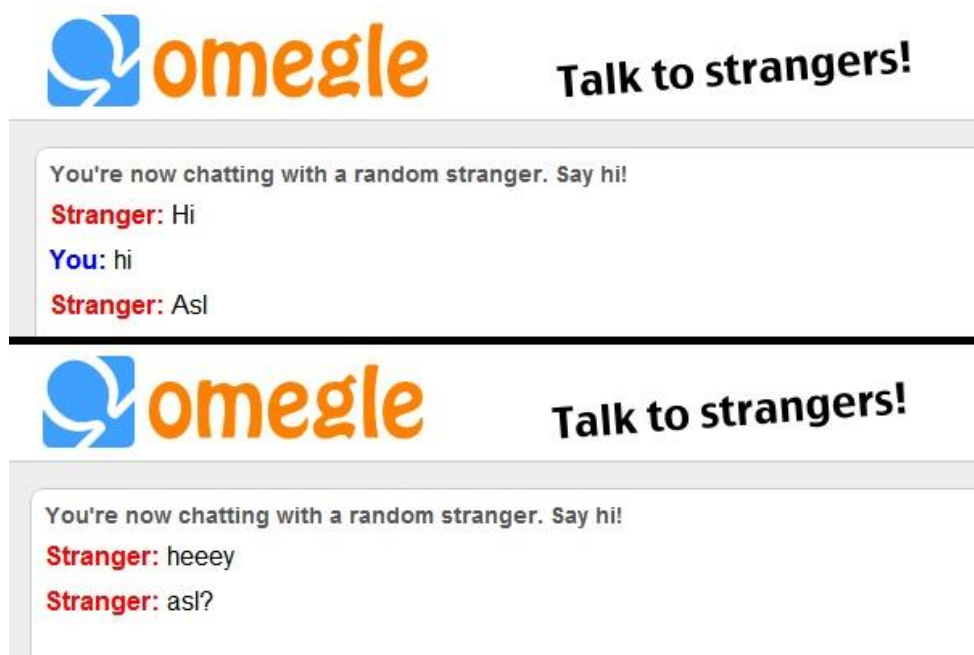 omegle Talk to strangers!
You're now chatting with a random stranger. Say hi!
Stranger: Hi
You: hi
Stranger: Asl
omegle Talk to strangers!
You're now chatting with a random stranger. Say hi!
Stranger: heeey
Stranger: asl?